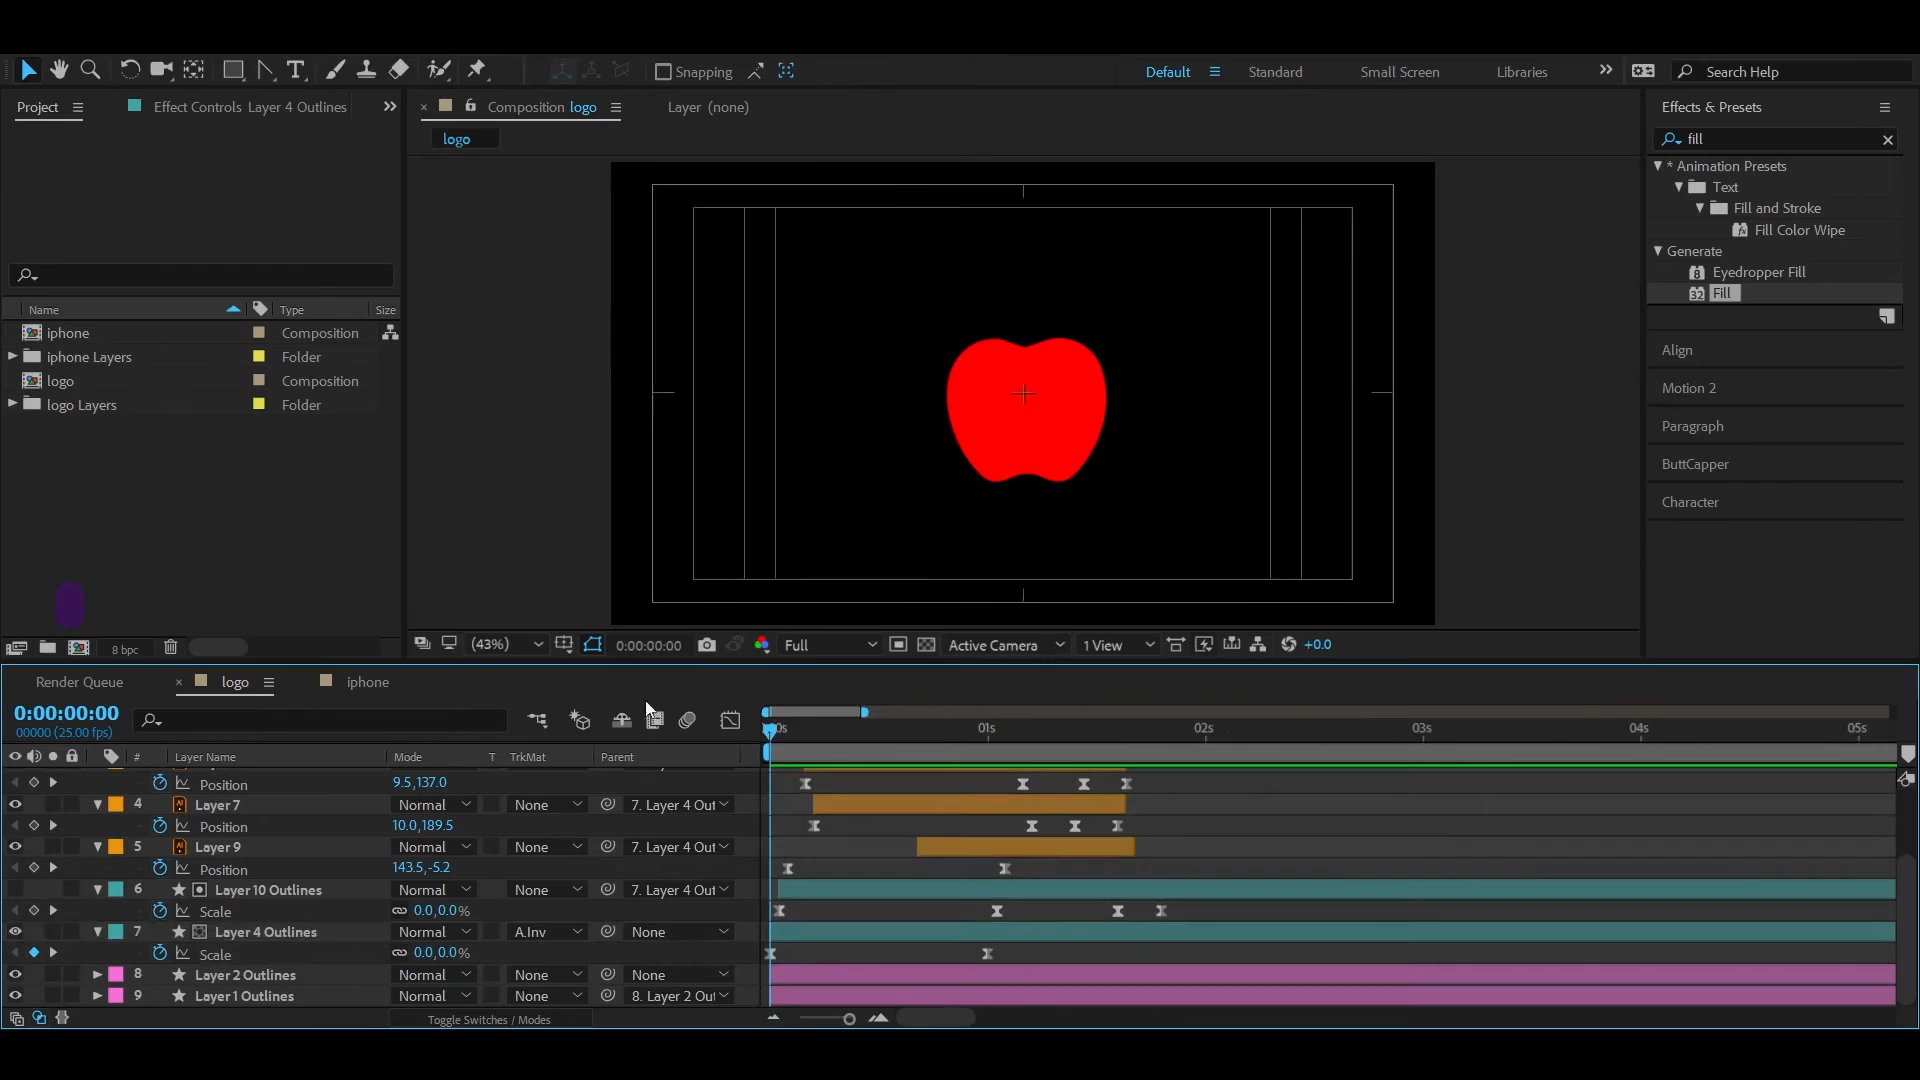 Snapping
Default
Standard
Small Screen
Libraries
Search Help
Project
Effect Controls Layer 4 Outlines
Composition logo
Layer (none)
Effects & Presets
logo
fill
* Animation Presets
Text
Fill and Stroke
Fill Color Wipe
Generate
Eyedropper Fill
Fill
Name
Type
Size
iphone
Composition
iphone Layers
Folder
logo
Composition
logo Layers
Folder
Align
Motion 2
Paragraph
ButtCapper
Character
8 bpc
(43%)
0:00:00:00
Full
Active Camera
1 View
+0.0
Render Queue
logo
iphone
0:00:00:00
00000 (25.00 fps)
0s
01s
02s
03s
04s
05s
#
Layer Name
Mode
T
TrkMat
Parent
Position
9.5,137.0
4
Layer 7
Normal
None
7. Layer 4 Out
Position
10.0,189.5
5
Layer 9
Normal
None
7. Layer 4 Out
Position
143.5,-5.2
6
Layer 10 Outlines
Normal
None
7. Layer 4 Out
Scale
0.0,0.0%
7
Layer 4 Outlines
Normal
A.Inv
None
Scale
0.0,0.0%
8
Layer 2 Outlines
Normal
None
None
9
Layer 1 Outlines
Normal
None
8. Layer 2 Out
Toggle Switches / Modes